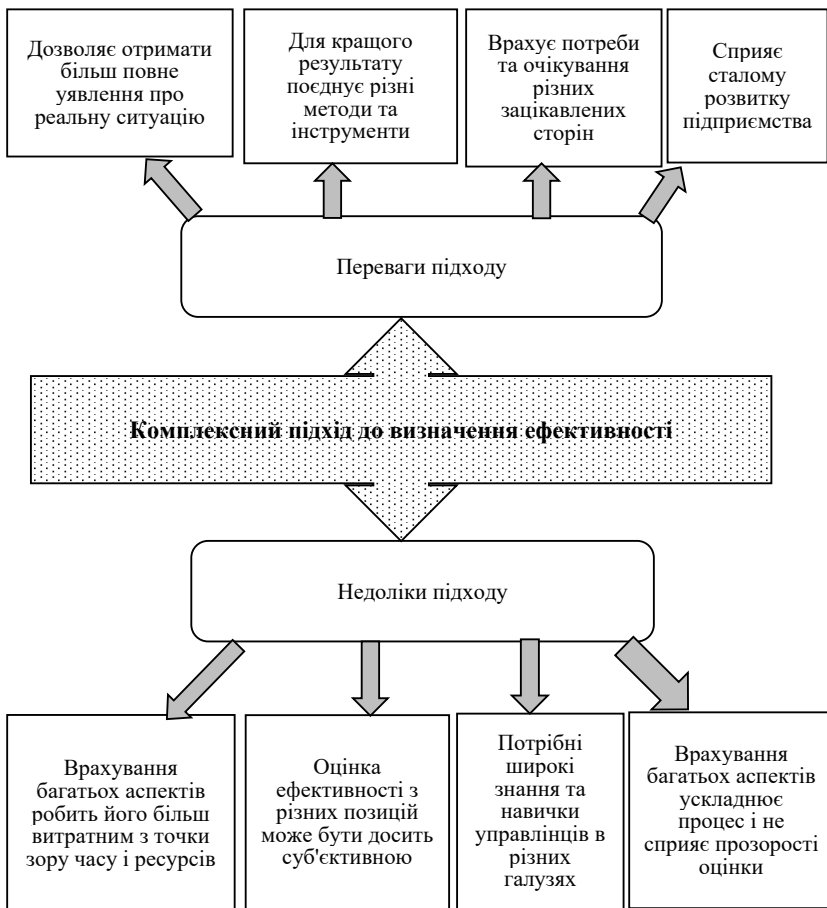 Дозволяє отримати
більш повне
уявлення про
реальну ситуацію
Для кращого
результату
поєднує різні
методи та
інструменти
Врахує потреби
та очікування
різних
зацікавлених
сторін
Сприяє
сталому
розвитку
підприємства
Переваги підходу
Комплексний підхід до визначення ефективності
Недоліки підходу
Врахування
багатьох аспектів
робить його більш
витратним з точки
зору часу і ресурсів
Оцінка
ефективності з
різних позицій
може бути досить
суб'єктивною
Потрібні
широкі
знання та
навички
управлінців в
різних
галузях
Врахування
багатьох аспектів
ускладнює
процес і не
сприяє прозорості
оцінки